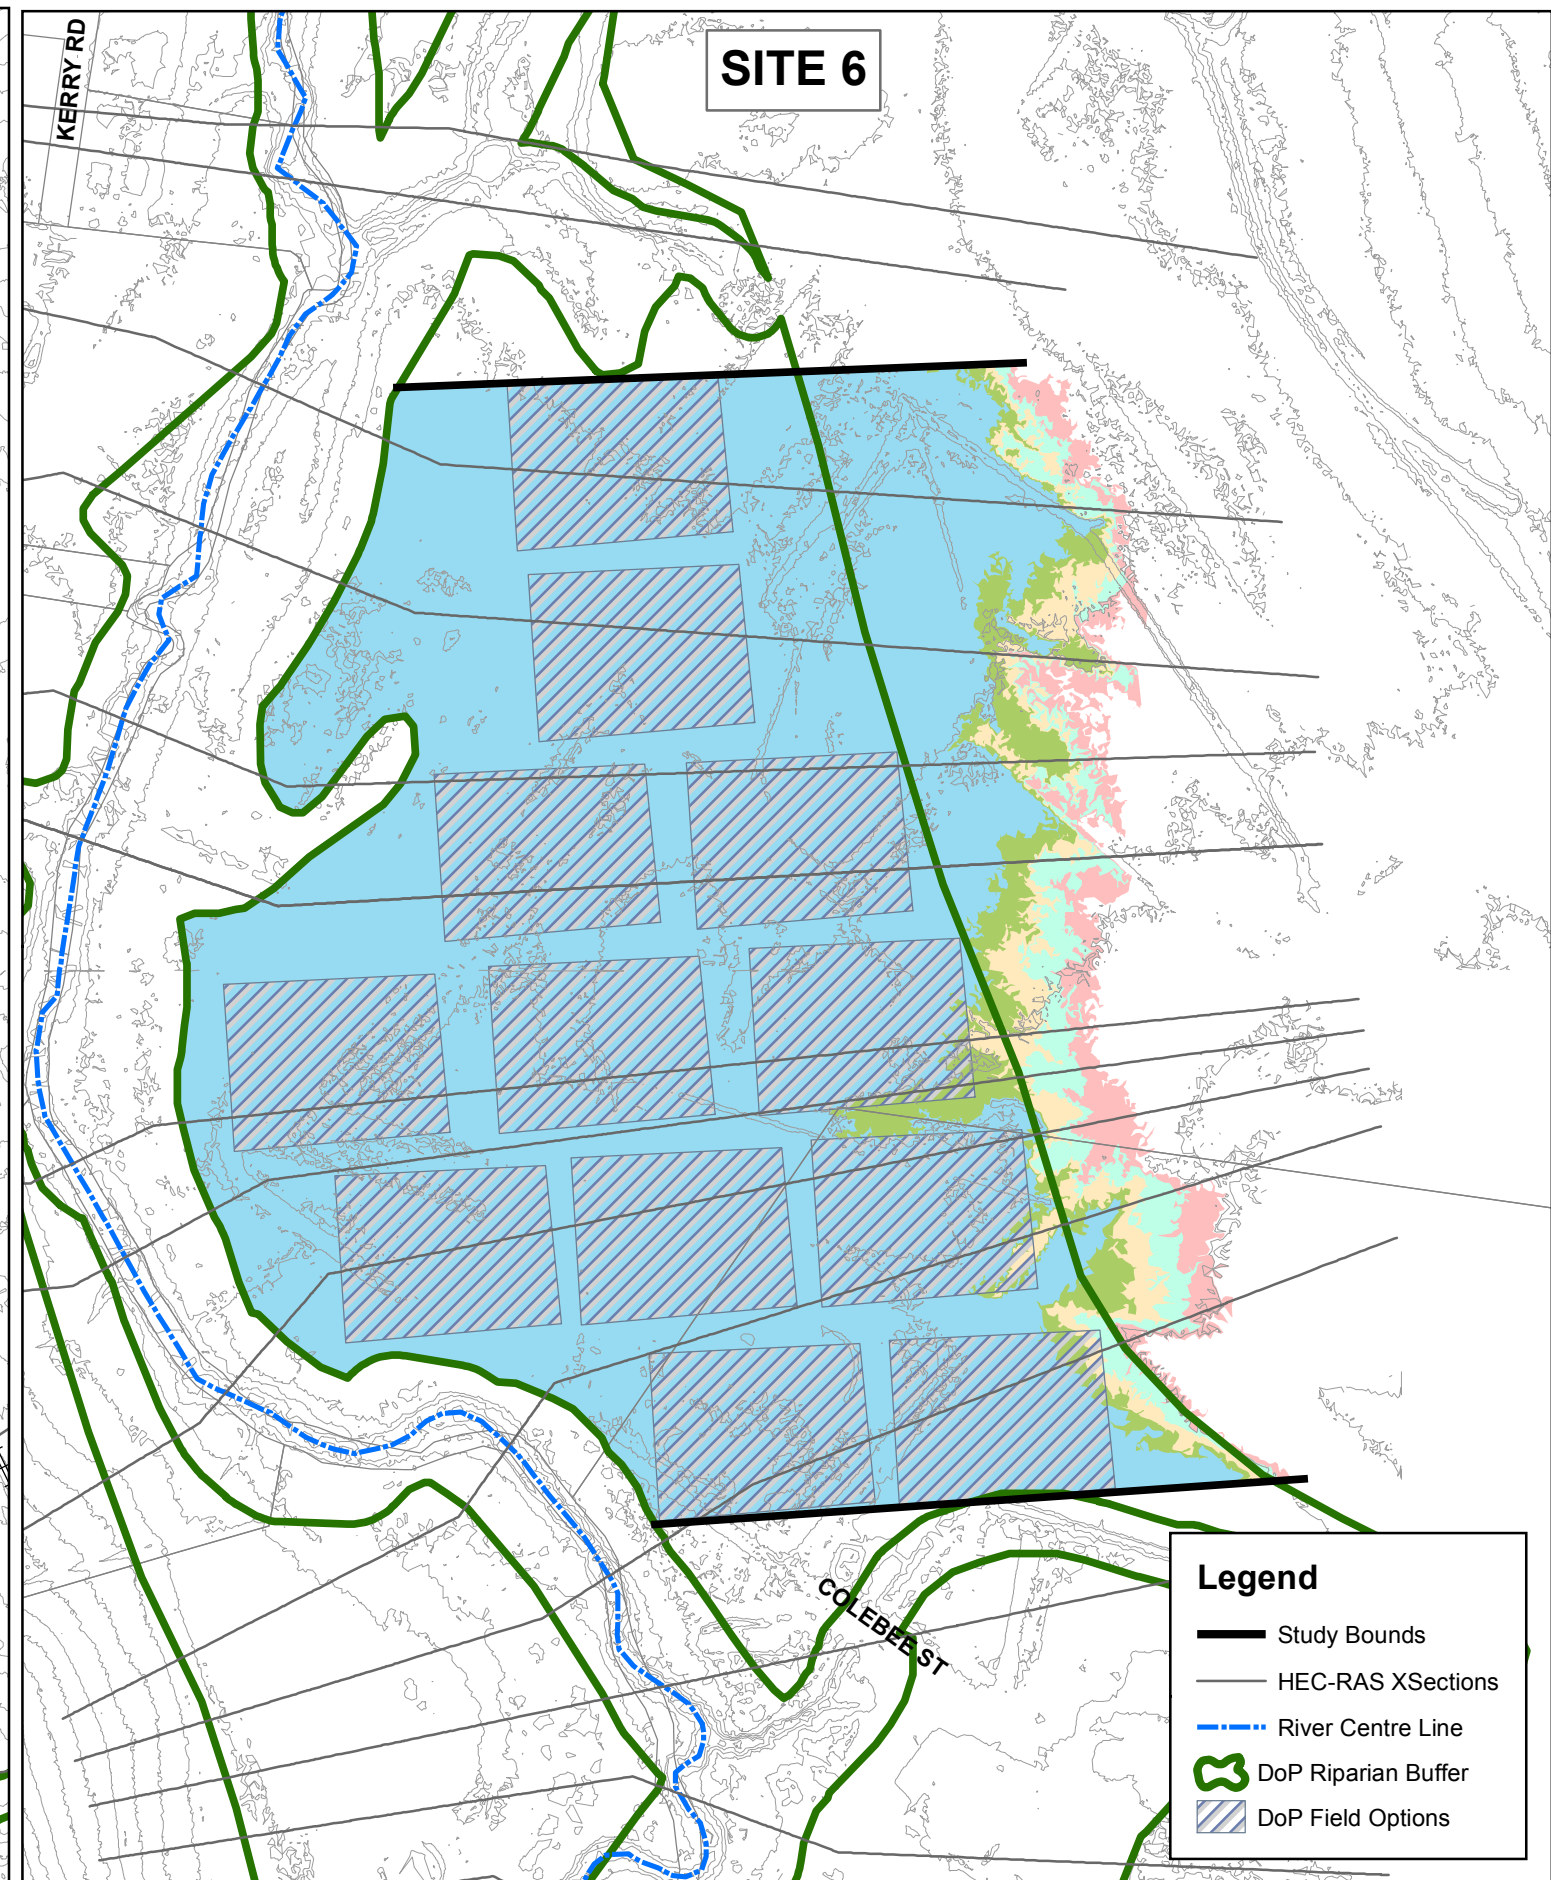 KERRY RD
SITE 6
COLEBEE ST
Legend
Study Bounds
HEC-RAS XSections
River Centre Line
DoP Riparian Buffer
DoP Field Options